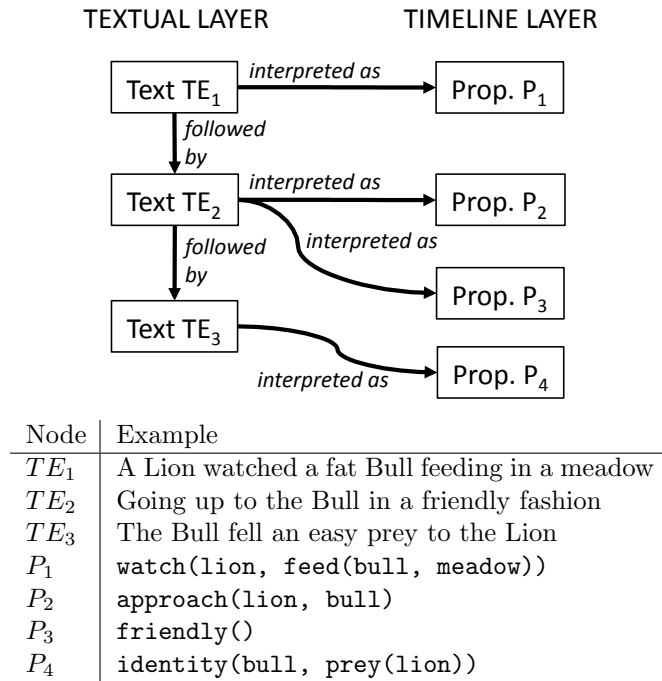 TEXTUAL LAYER TIMELINE LAYER
Text TE₁ interpreted as Prop. P₁
followed
by
Text TE₂ interpreted as Prop. P₂
followed
by
interpreted as Prop. P₃
Text TE₃ interpreted as Prop. P₄
Node Example
TE₁ A Lion watched a fat Bull feeding in a meadow
TE₂ Going up to the Bull in a friendly fashion
TE₃ The Bull fell an easy prey to the Lion
P₁ watch(lion, feed(bull, meadow))
P₂ approach(lion, bull)
P₃ friendly()
P₄ identity(bull, prey(lion))